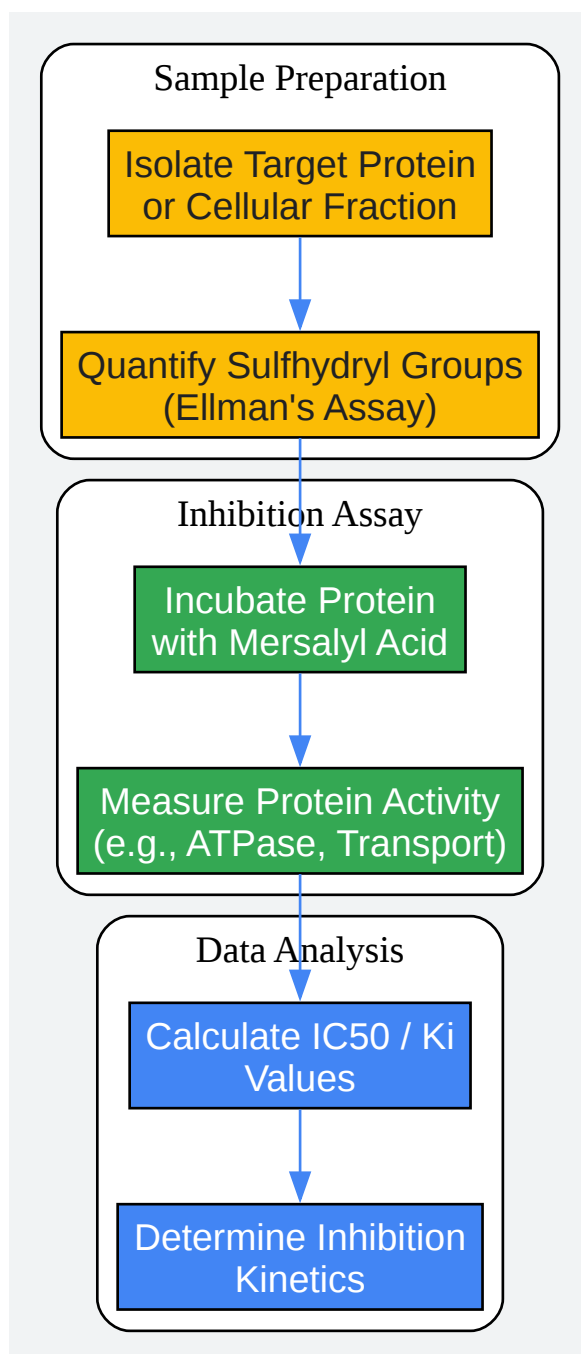 Sample Preparation
Isolate Target Protein
or Cellular Fraction
Quantify Sulfhydryl Groups
(Ellman's Assay)
Inhibition Assay
Incubate Protein
with Mersalyl Acid
Measure Protein Activity
(e.g., ATPase, Transport)
Data Analysis
Calculate IC50 / Ki
Values
Determine Inhibition
Kinetics